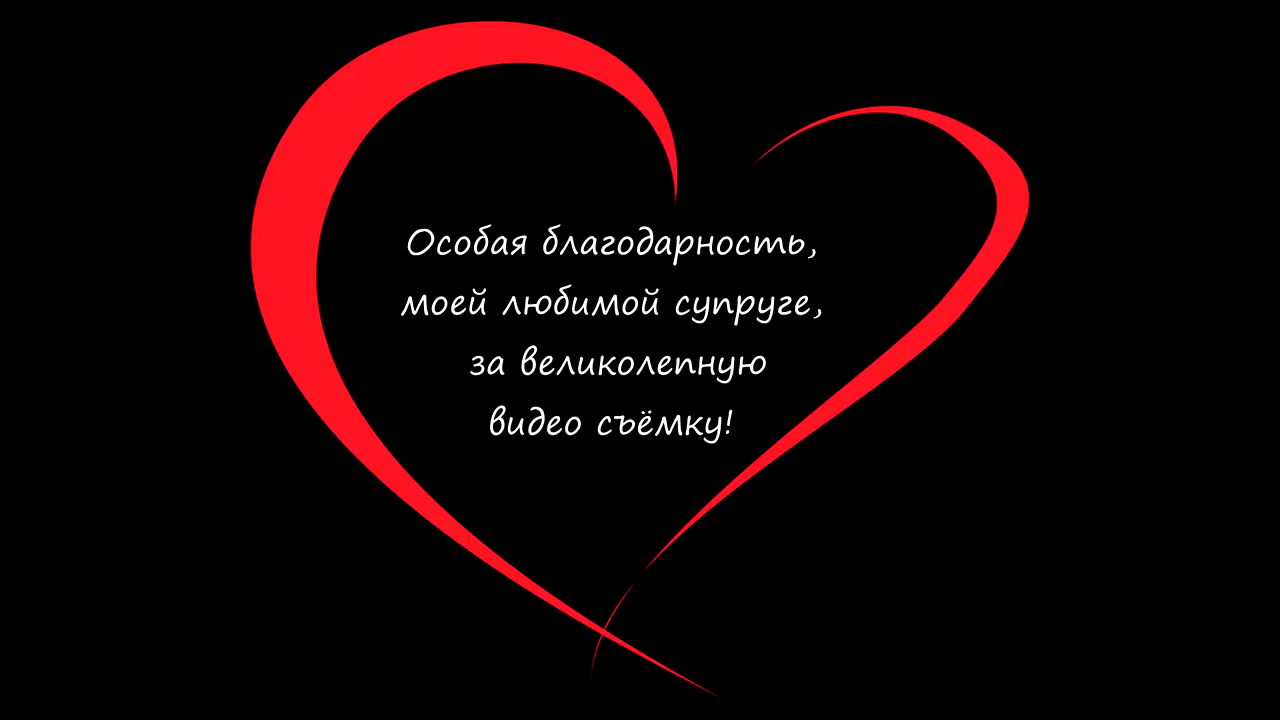 Особая благодарность,
моей любимой супруге,
за великолепную
видео съёмку!